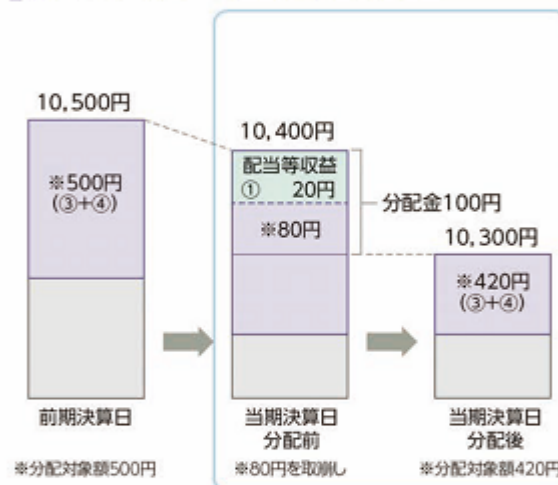 10,500円
※500円
(③+④)
前期決算日
※分配対象額500円
10,400円
配当等収益
① 20円
※80円
分配金100円
当期決算日
分配前
※80円を取崩し
10,300円
※420円
(③+④)
当期決算日
分配後
※分配対象額420円